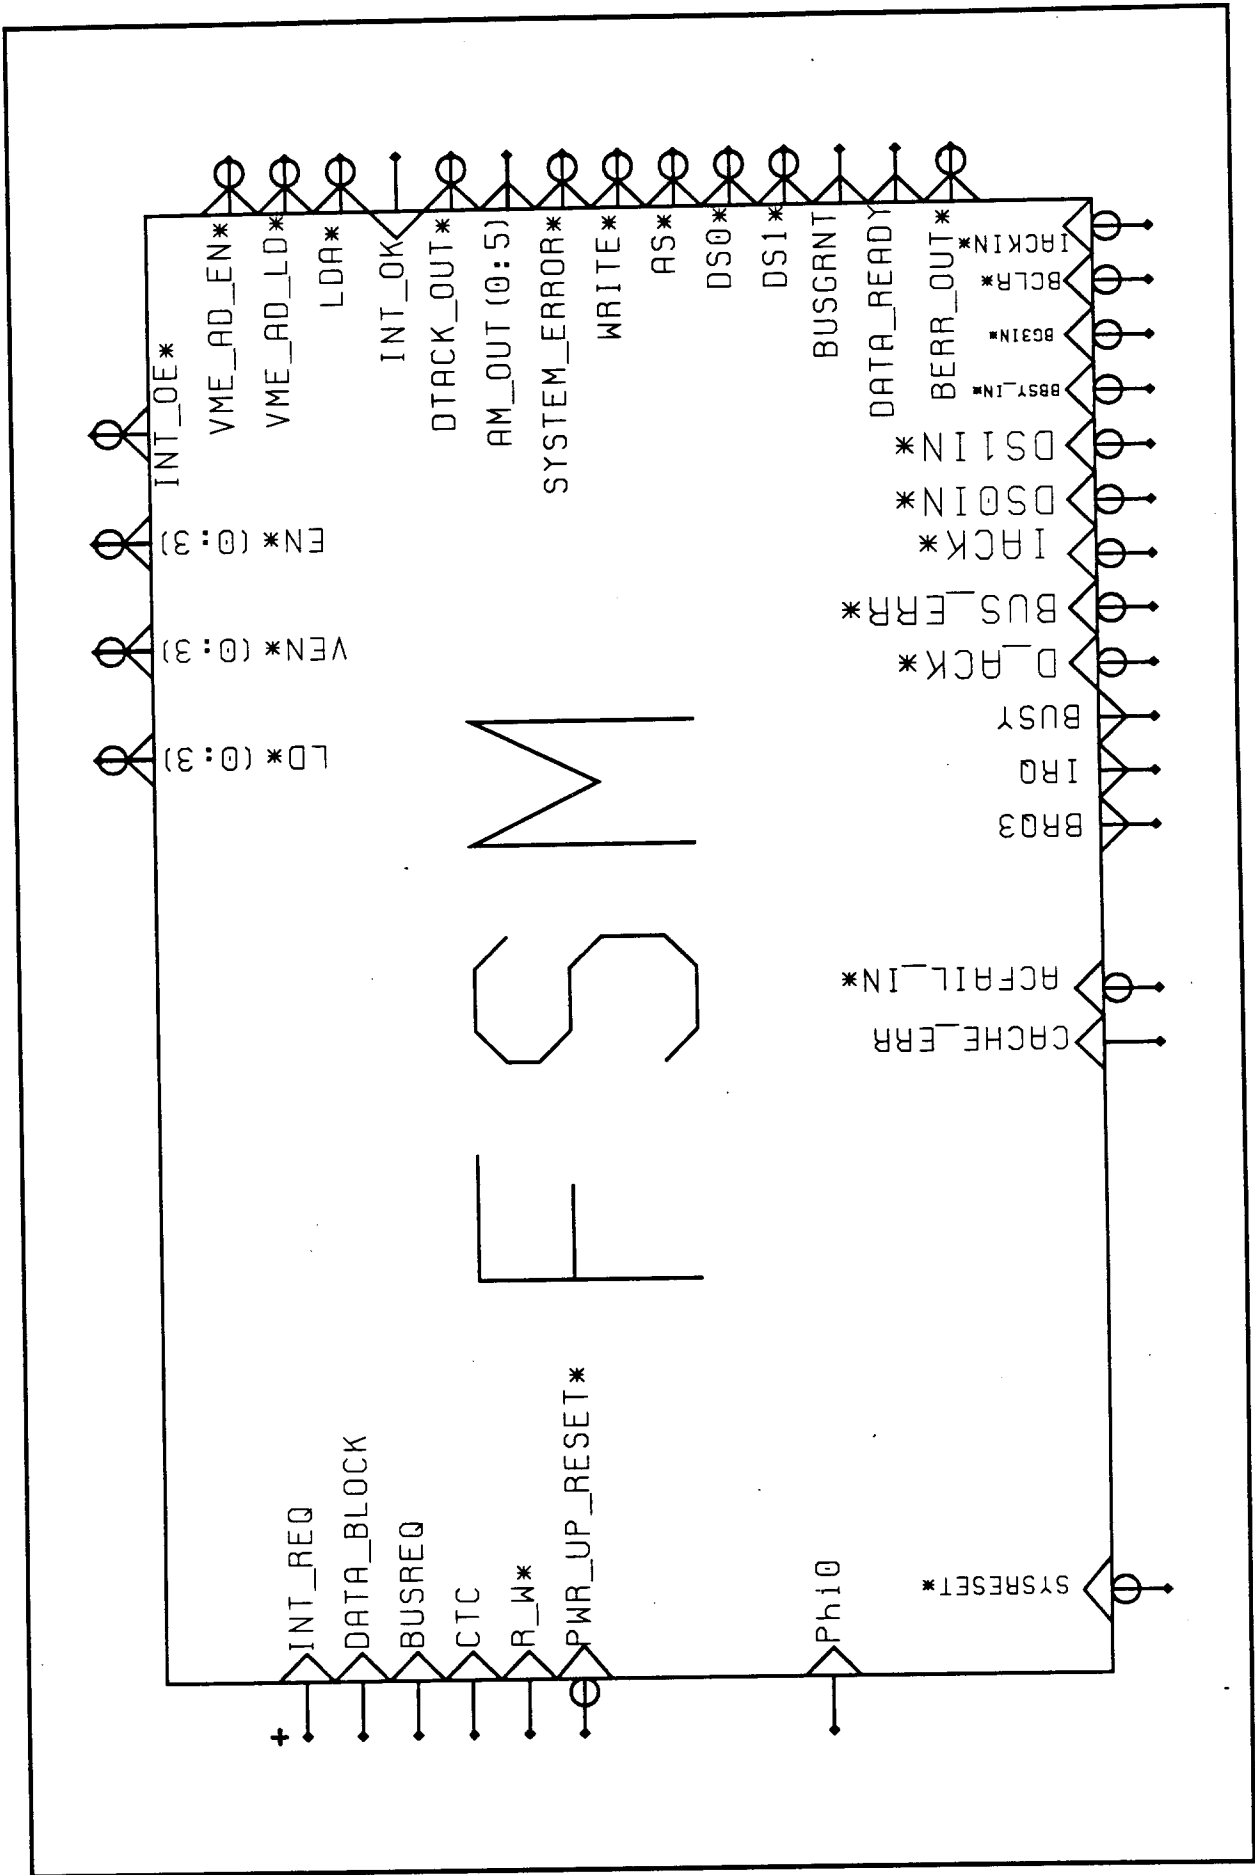 INT_OE*
EN*(0:3)
VEN*(0:3)
LD*(0:3)
VME_AD_EN*
VME_AD_LD*
LDA*
INT_OK
DTACK_OUT*
AM_OUT(0:5)
SYSTEM_ERROR*
WRITE*
AS*
DS0*
DS1*
BUSGRNT
DATA_READY
BERR_OUT*
FSM
INT_REQ
DATA_BLOCK
BUSREQ
CTC
R_W*
PWR_UP_RESET*
Phi0
IACKIN*
BCLR*
BG3IN*
BBSY_IN*
DS1IN*
DS0IN*
IACK*
BUS_ERR*
D_ACK*
BUSY
IRQ
BRQ3
ACFAIL_IN*
CACHE_ERR
SYSRESET*